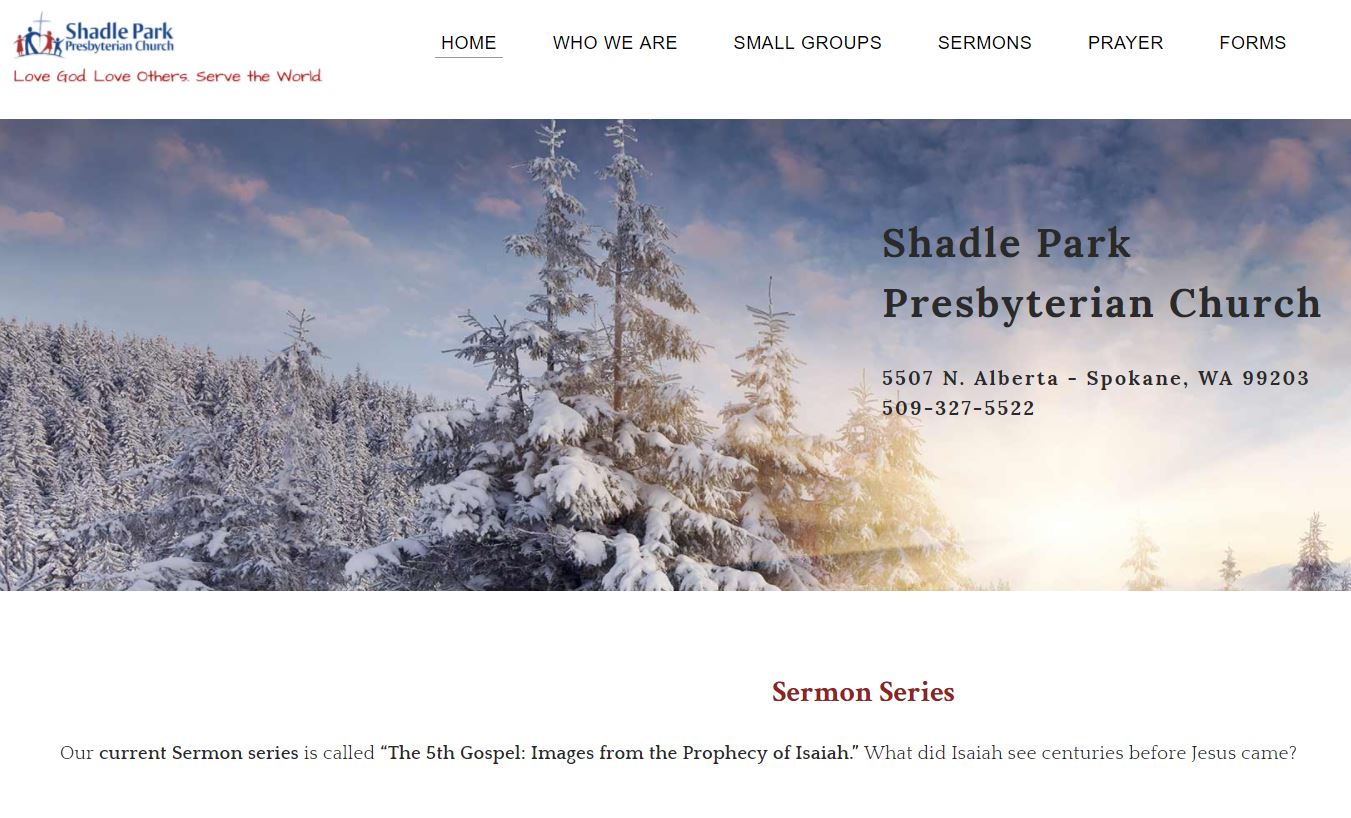 Shadle Park
Presbyterian Church
Love God. Love Others. Serve the World.
HOME WHO WE ARE SMALL GROUPS SERMONS PRAYER FORMS
Shadle Park
Presbyterian Church
5507 N. Alberta - Spokane, WA 99203
509-327-5522
Sermon Series
Our current Sermon series is called “The 5th Gospel: Images from the Prophecy of Isaiah.” What did Isaiah see centuries before Jesus came?